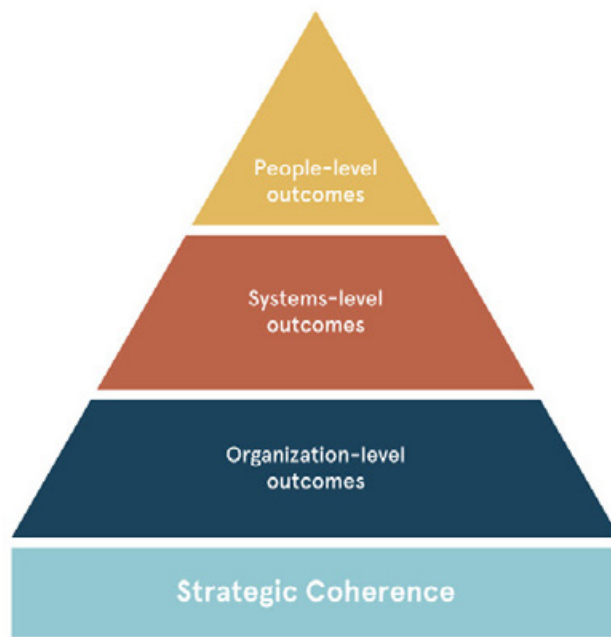 People-level
outcomes
Systems-level
outcomes
Organization-level
outcomes
Strategic Coherence